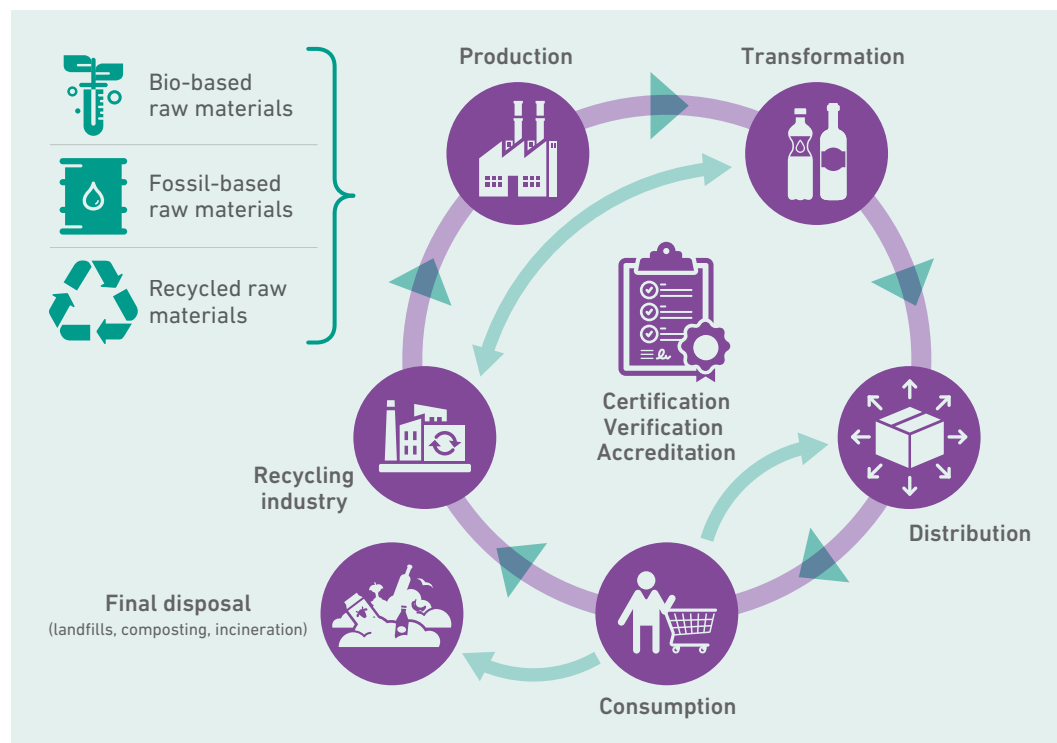 Bio-based
raw materials
Fossil-based
raw materials
Recycled raw
materials
Production
Transformation
Certification
Verification
Accreditation
Recycling
industry
Distribution
Final disposal
(landfills, composting, incineration)
Consumption